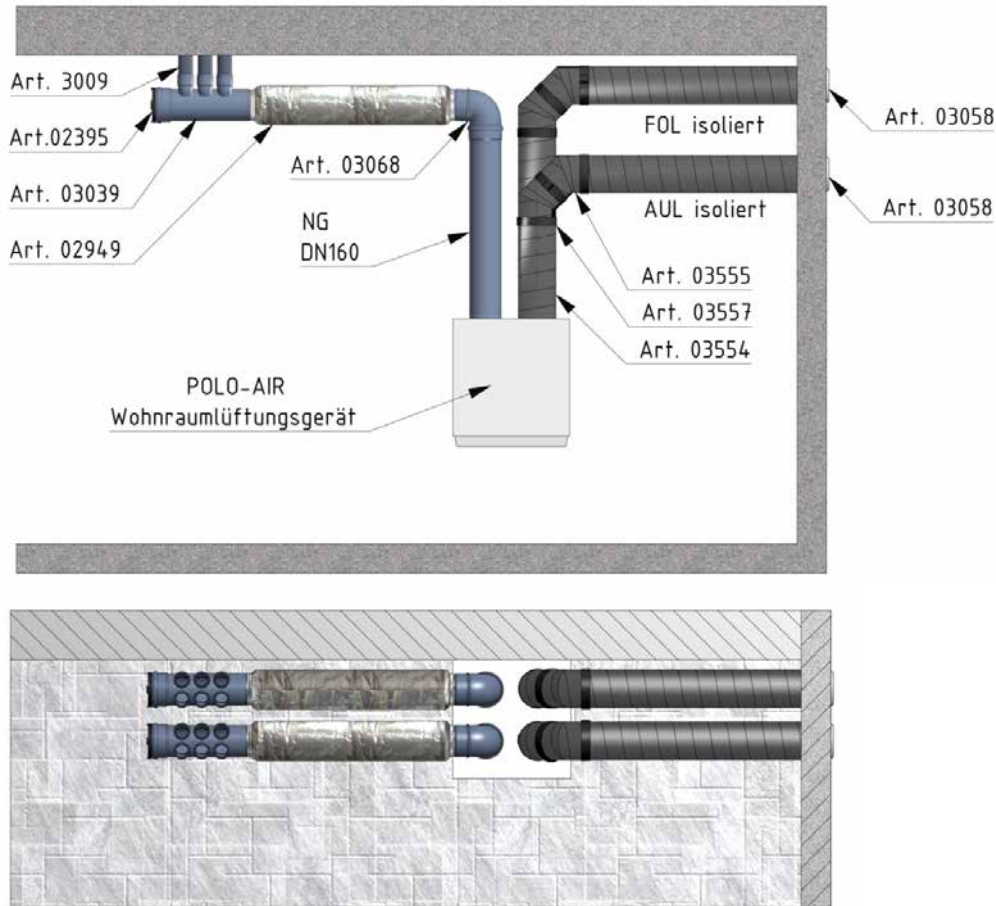 Art. 3009
Art.02395
Art. 03039
Art. 02949
Art. 03068
NG
DN160
FOL isoliert
AUL isoliert
Art. 03058
Art. 03058
Art. 03555
Art. 03557
Art. 03554
POLO-AIR
Wohnraumlüftungsgerät